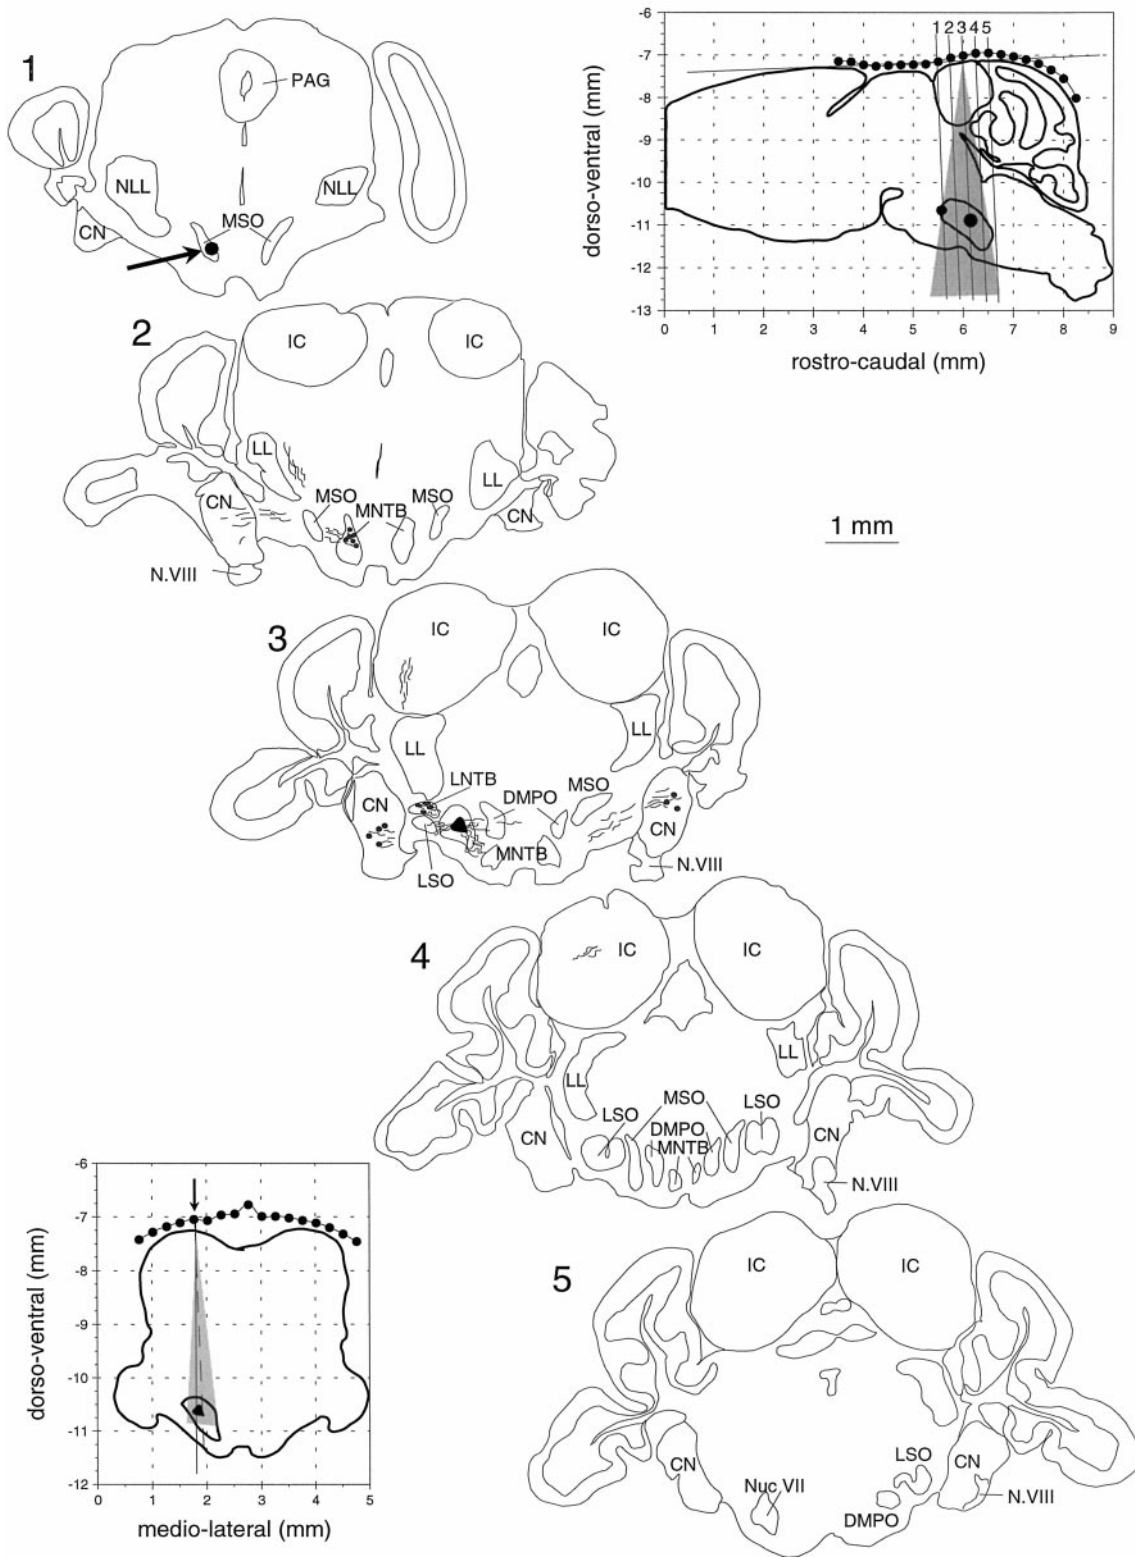 1
PAG
NLL
NLL
MSO
CN
-6
-7
-8
-9
-10
-11
-12
-13
dorso-ventral (mm)
1 2 3 4 5
0 1 2 3 4 5 6 7 8 9
rostro-caudal (mm)
2
IC
IC
LL
LL
CN
MSO
MNTB
MSO
CN
N.VIII
1 mm
3
IC
IC
LL
LL
LNTB
DMPO
MSO
CN
CN
MNTB
LSO
N.VIII
4
IC
IC
LL
LL
LSO
MSO
LSO
DMPO
MNTB
CN
CN
N.VIII
-6
-7
-8
-9
-10
-11
-12
dorso-ventral (mm)
0 1 2 3 4 5
medio-lateral (mm)
5
IC
IC
CN
Nuc VII
LSO
CN
DMPO
N.VIII